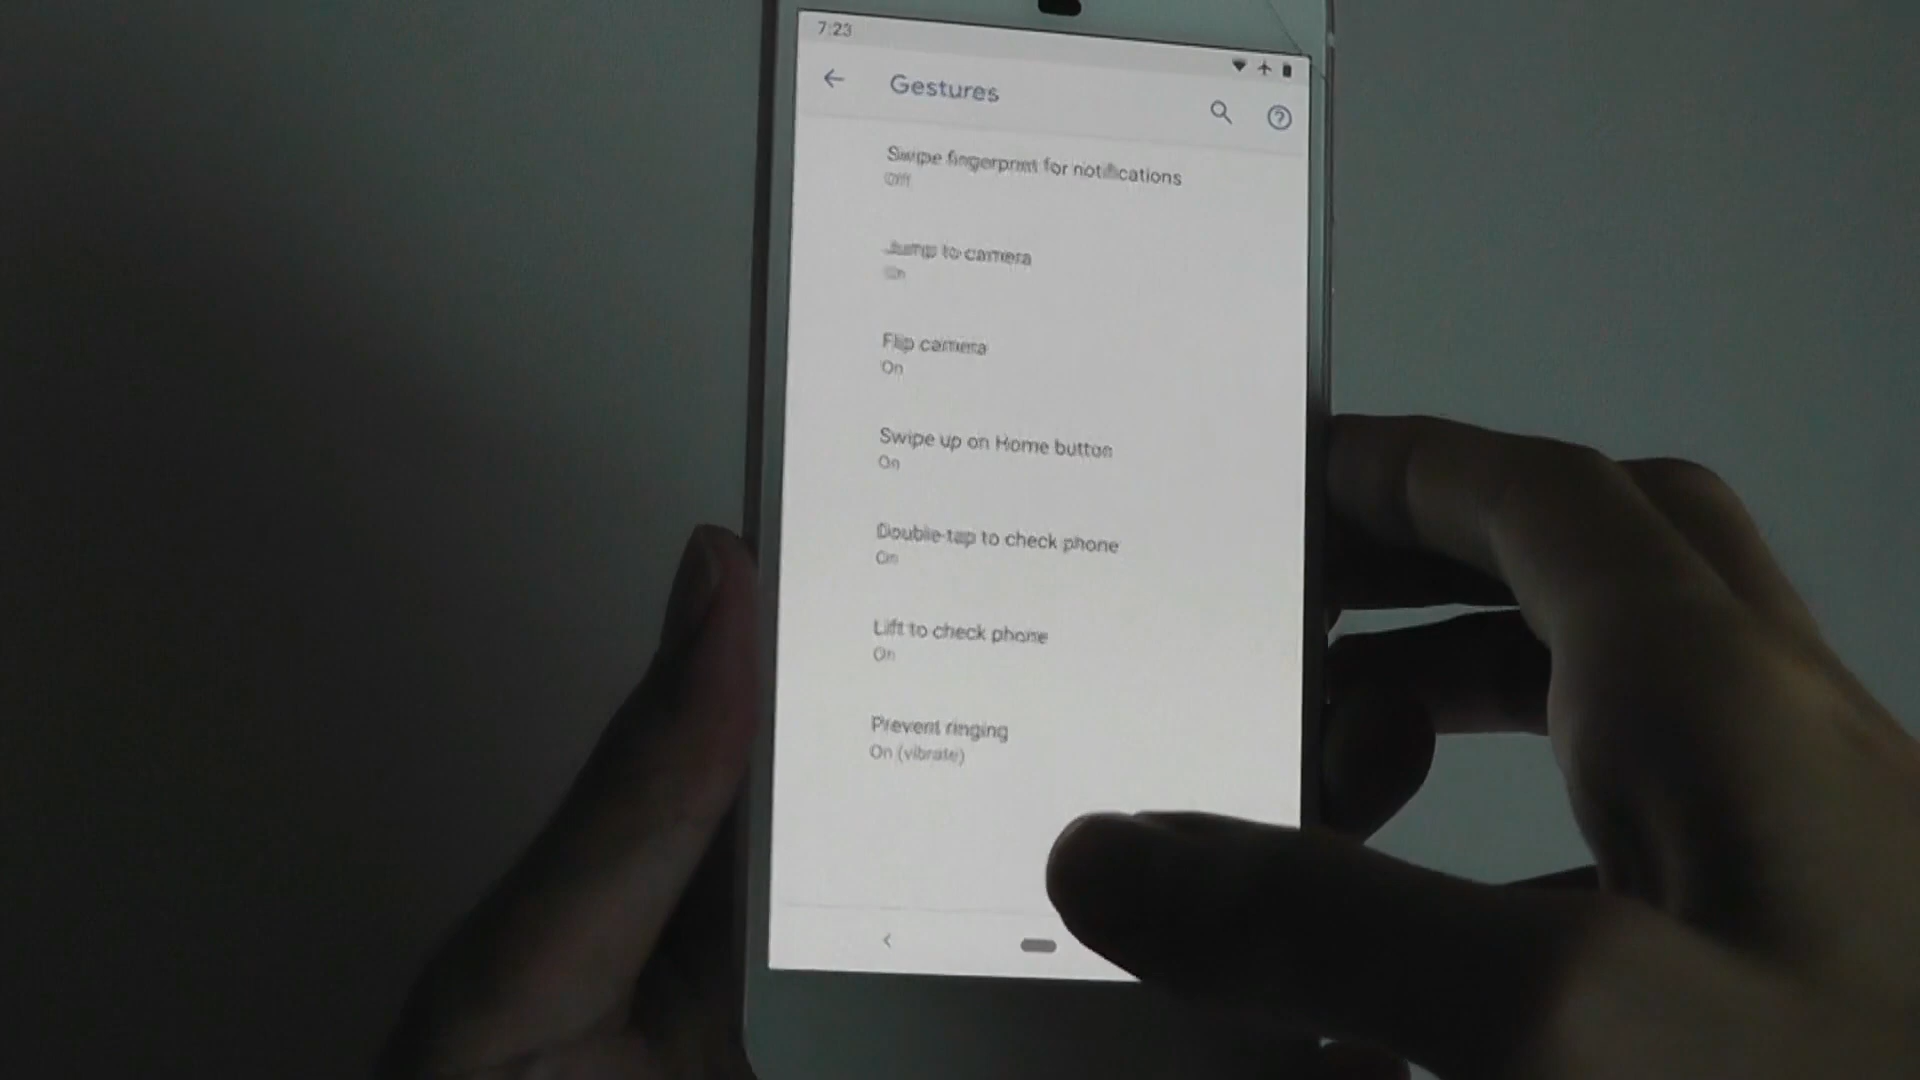 7:23
Gestures
Swipe fingerprint for notifications
Off
Jump to camera
On
Flip camera
On
Swipe up on Home button
On
Double-tap to check phone
On
Lift to check phone
On
Prevent ringing
On (vibrate)